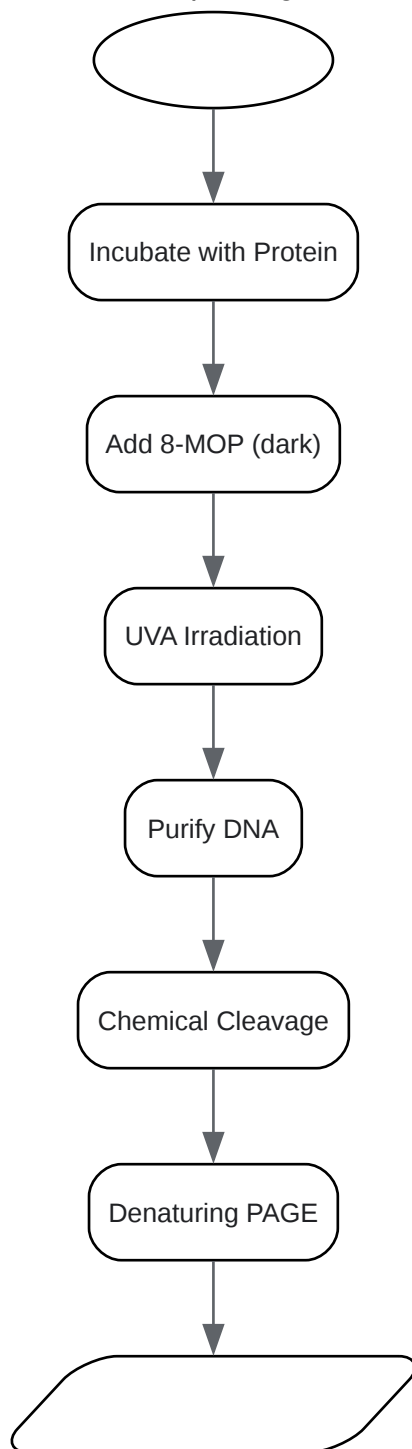 Incubate with Protein
Add 8-MOP (dark)
UVA Irradiation
Purify DNA
Chemical Cleavage
Denaturing PAGE